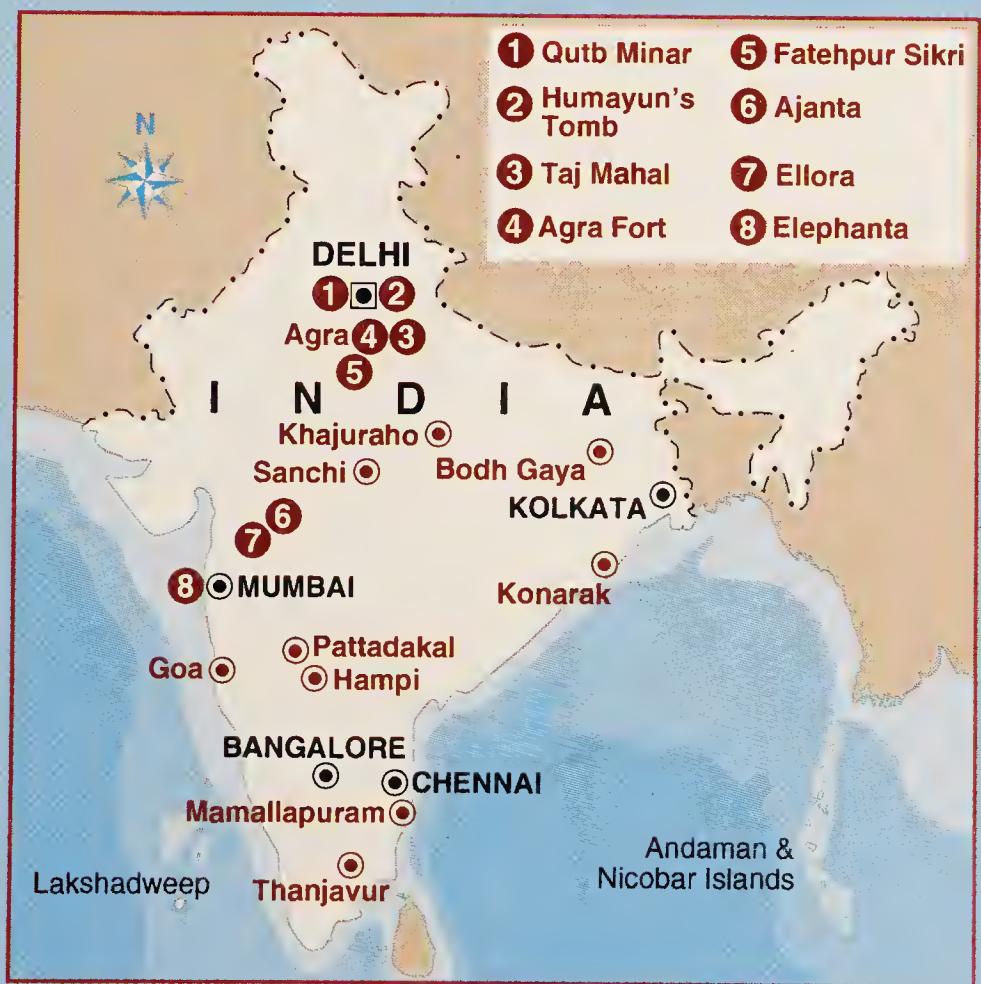 1 Qutb Minar
2 Humayun's
Tomb
3 Taj Mahal
4 Agra Fort
5 Fatehpur Sikri
6 Ajanta
7 Ellora
8 Elephanta
N
DELHI
1 2
Agra 4 3
5
I N D I A
Khajuraho
Sanchi
Bodh Gaya
KOLKATA
6
7
8 MUMBAI
Konarak
Pattadakal
Goa
Hampi
BANGALORE
CHENNAI
Mamallapuram
Andaman &
Nicobar Islands
Lakshadweep
Thanjavur